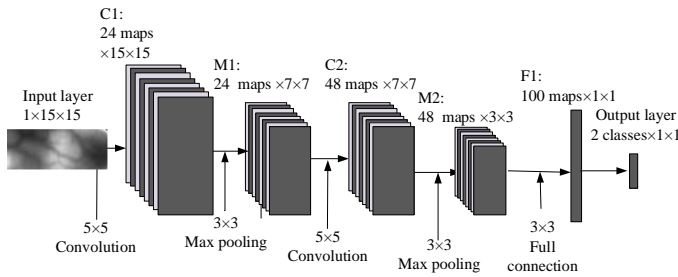 C1:
24 maps
×15×15
M1:
24 maps ×7×7
C2:
48 maps ×7×7
M2:
48 maps ×3×3
F1:
100 maps×1×1
Input layer
1×15×15
Output layer
2 classes×1×1
5×5
Convolution
3×3
Max pooling
5×5
Convolution
3×3
Max pooling
3×3
Full
connection